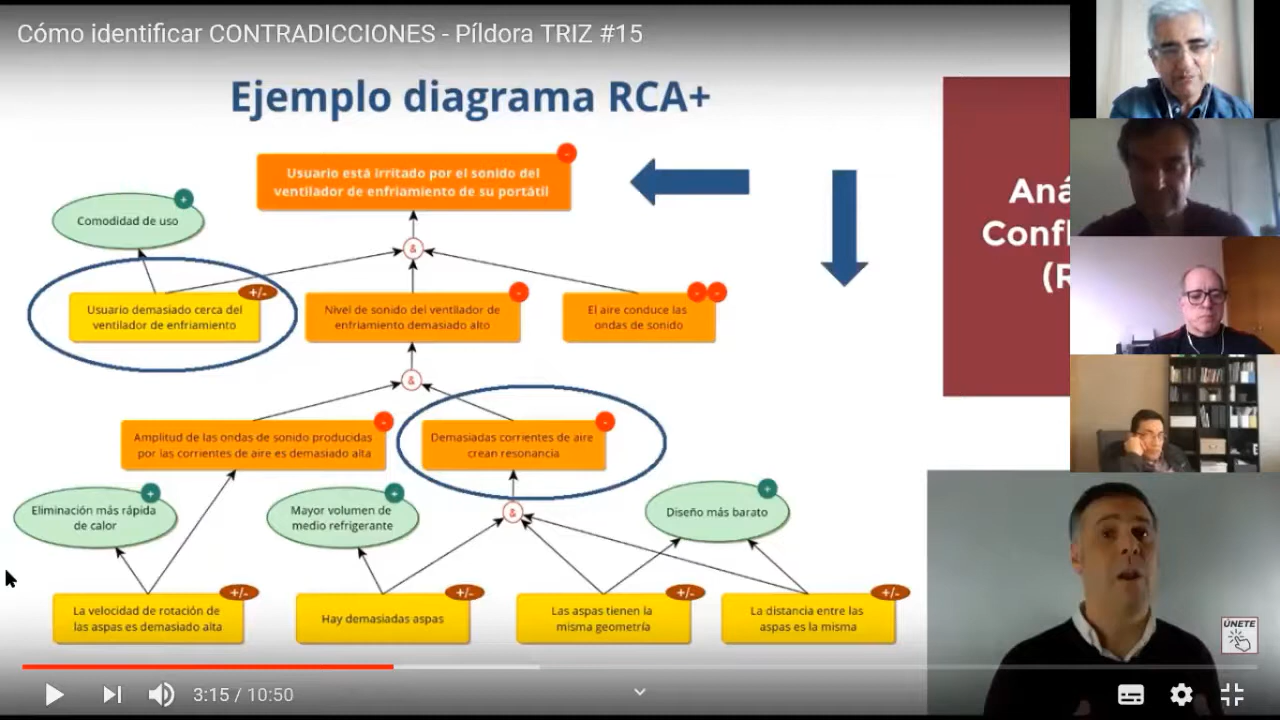 Cómo identificar CONTRADICCIONES - Píldora TRIZ #15
Ejemplo diagrama RCA+
Usuario está irritado por el sonido del
ventilador de enfriamiento de su portátil
-
Comodidad de uso
+
&
Usuario demasiado cerca del
ventilador de enfriamiento
+/-
Nivel de sonido del ventilador de
enfriamiento demasiado alto
-
El aire conduce las
ondas de sonido
- -
&
Amplitud de las ondas de sonido producidas
por las corrientes de aire es demasiado alta
-
Demasiadas corrientes de aire
crean resonancia
-
Eliminación más rápida
de calor
+
Mayor volumen de
medio refrigerante
+
&
Diseño más barato
+
La velocidad de rotación de
las aspas es demasiado alta
+/-
Hay demasiadas aspas
+/-
Las aspas tienen la
misma geometría
+/-
La distancia entre las
aspas es la misma
+/-
Aná
Confl
(R
ÚNETE
3:15 / 10:50